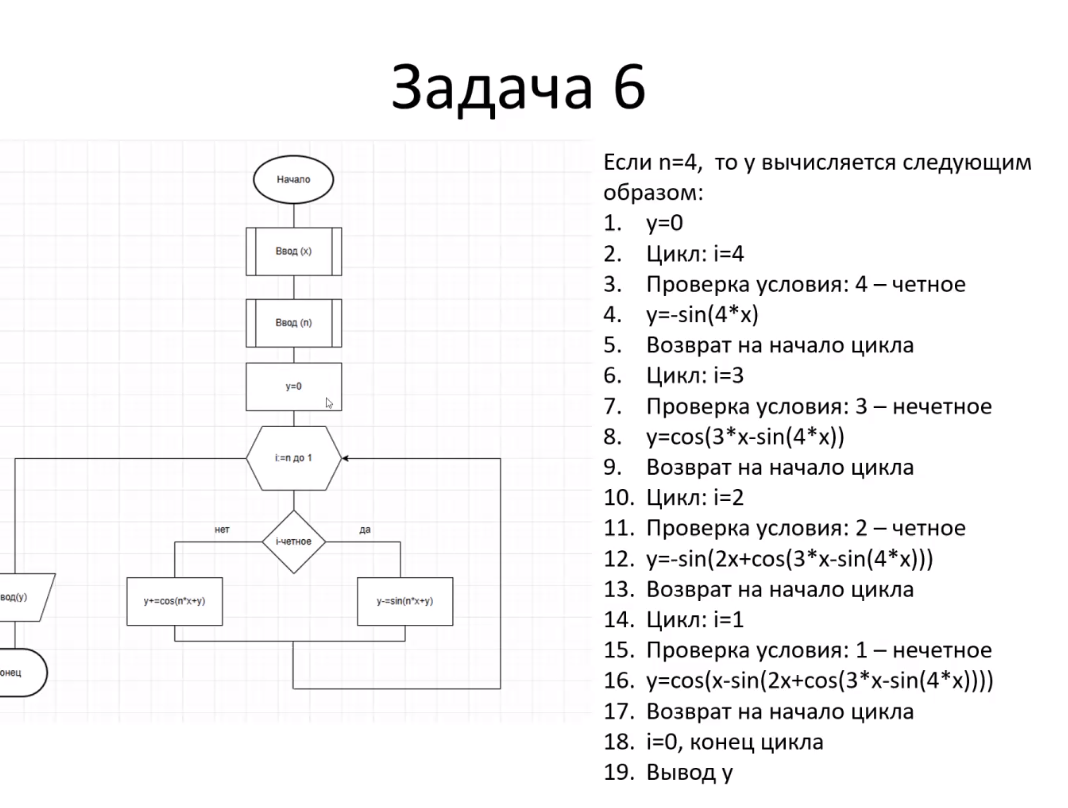 Задача 6
Начало
Ввод (x)
Ввод (n)
y=0
i:=n до 1
нет
да
i-четное
y+=cos(n*x+y)
y-=sin(n*x+y)
вод(y)
онец
Если n=4, то y вычисляется следующим
образом:
1. y=0
2. Цикл: i=4
3. Проверка условия: 4 – четное
4. y=-sin(4*x)
5. Возврат на начало цикла
6. Цикл: i=3
7. Проверка условия: 3 – нечетное
8. y=cos(3*x-sin(4*x))
9. Возврат на начало цикла
10. Цикл: i=2
11. Проверка условия: 2 – четное
12. y=-sin(2x+cos(3*x-sin(4*x)))
13. Возврат на начало цикла
14. Цикл: i=1
15. Проверка условия: 1 – нечетное
16. y=cos(x-sin(2x+cos(3*x-sin(4*x))))
17. Возврат на начало цикла
18. i=0, конец цикла
19. Вывод y